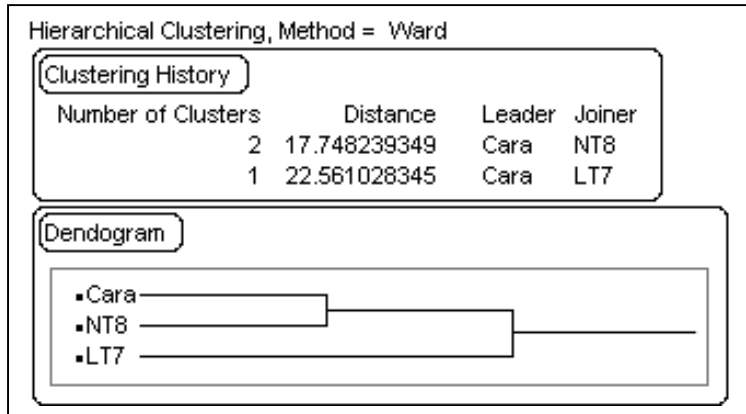 Hierarchical Clustering, Method = Ward
Clustering History
Number of Clusters Distance Leader Joiner
2 17.748239349 Cara NT8
1 22.561028345 Cara LT7
Dendogram
Cara
NT8
LT7